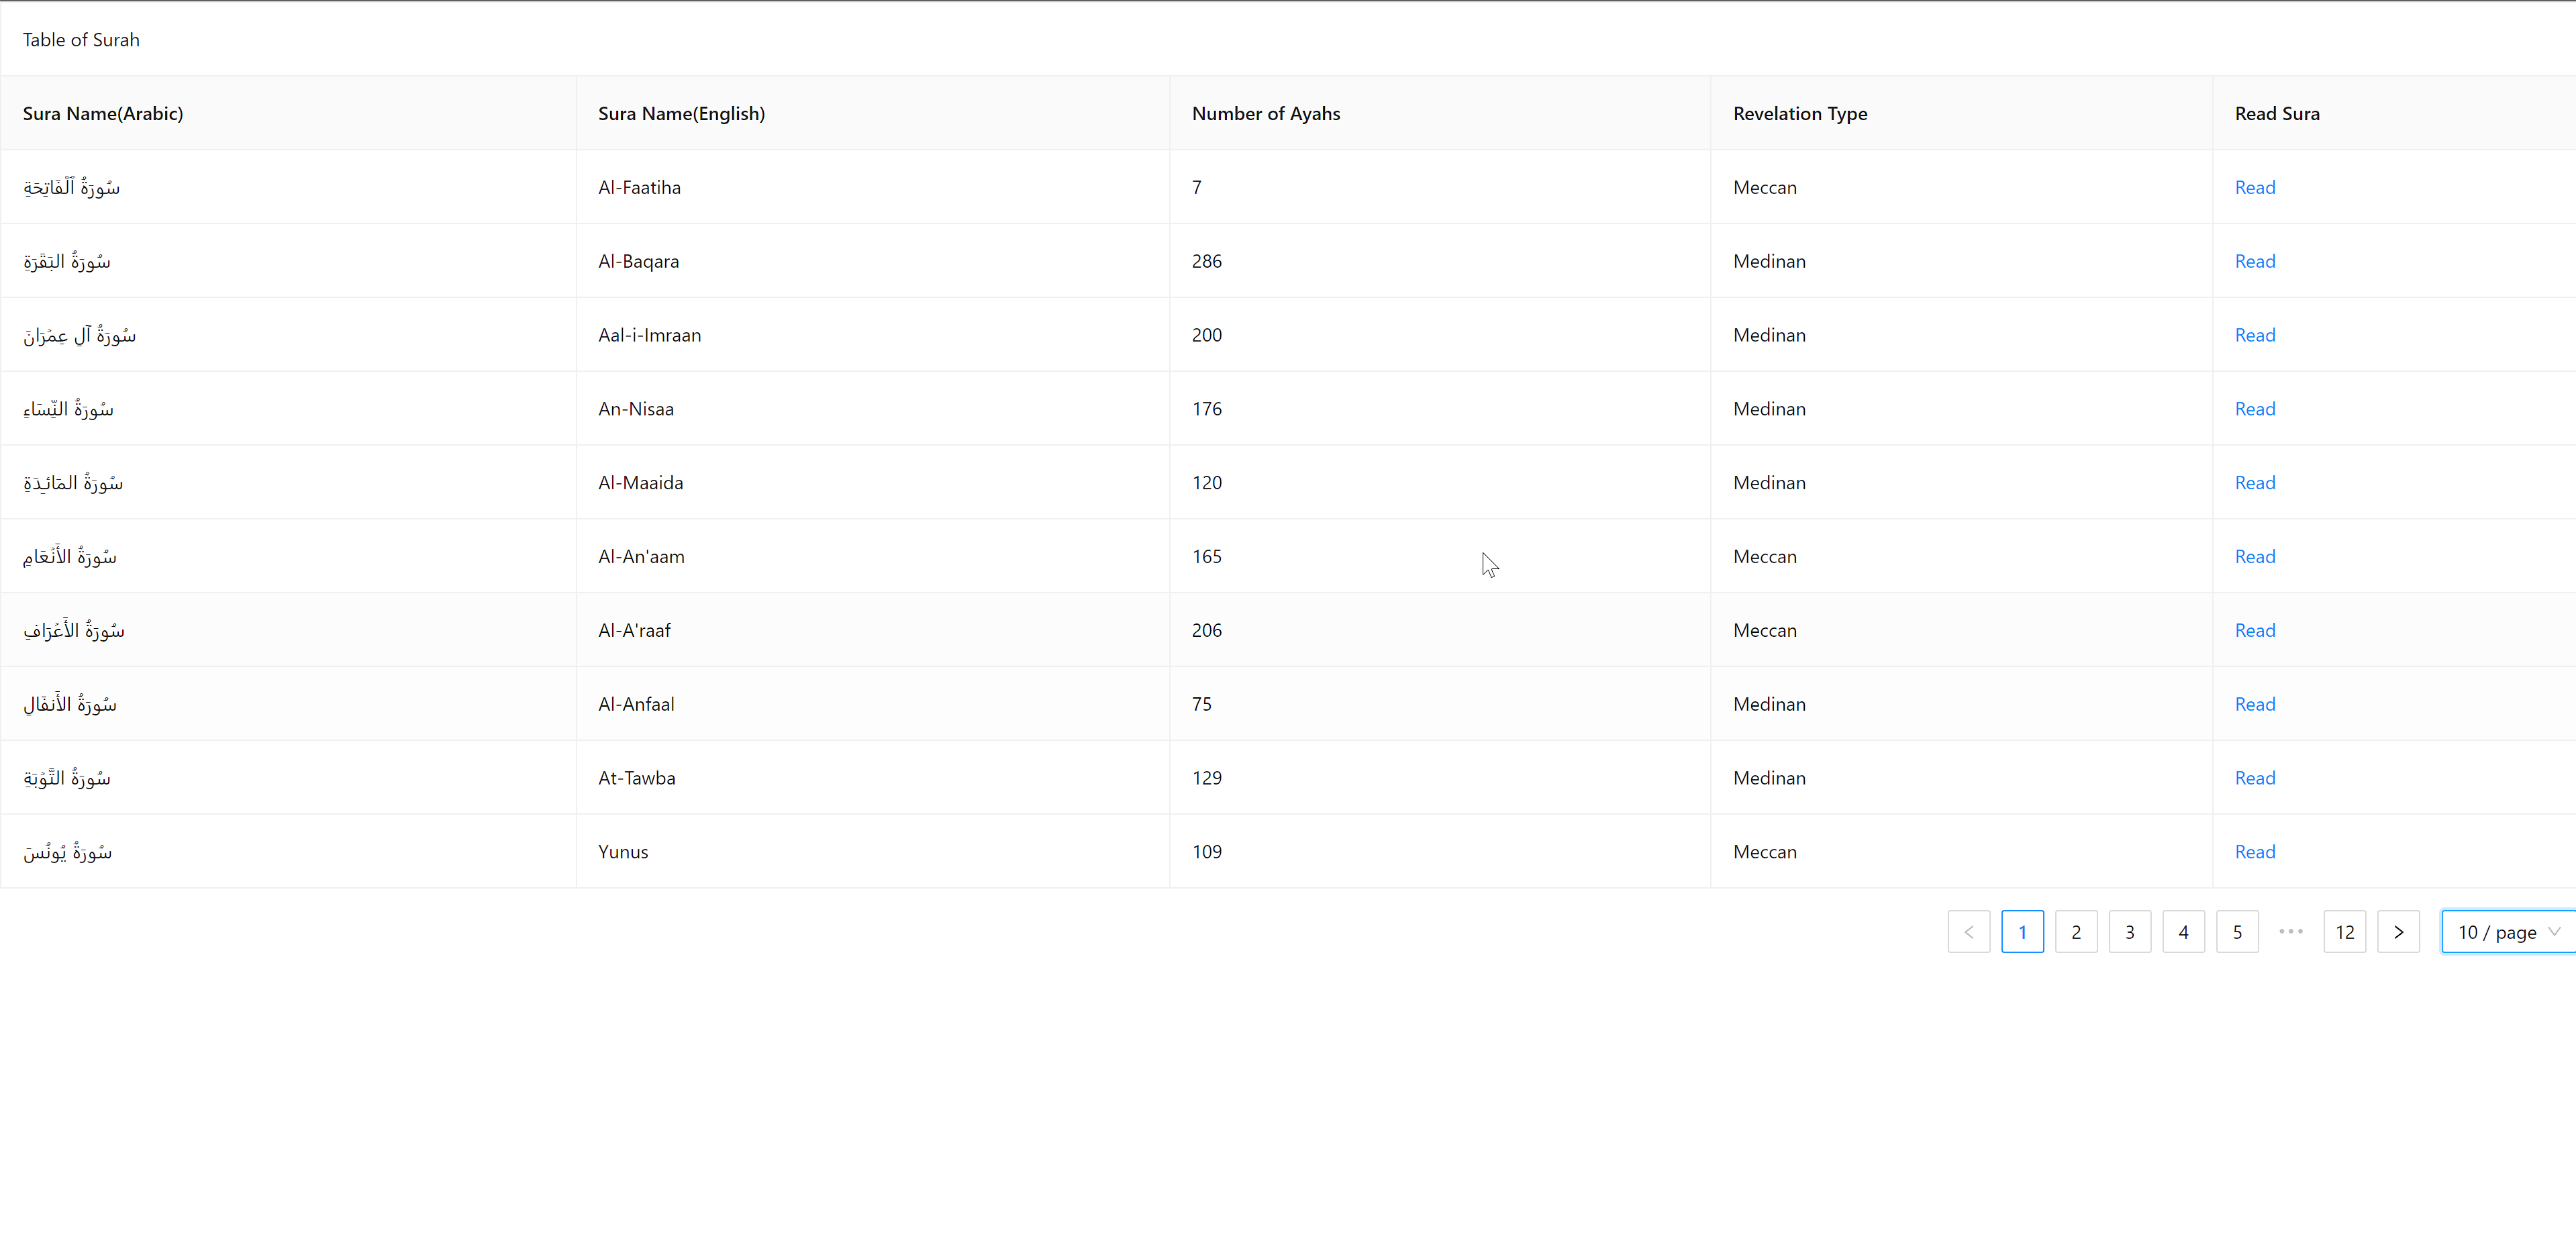 Table of Surah
Sura Name(Arabic) Sura Name(English) Number of Ayahs Revelation Type Read Sura
سُورَةُ ٱلْفَاتِحَةِ Al-Faatiha 7 Meccan Read
سُورَةُ البَقَرَةِ Al-Baqara 286 Medinan Read
سُورَةُ آلِ عِمۡرَانَ Aal-i-Imraan 200 Medinan Read
سُورَةُ النِّسَاءِ An-Nisaa 176 Medinan Read
سُورَةُ المَائـِدَةِ Al-Maaida 120 Medinan Read
سُورَةُ الأَنۡعَامِ Al-An'aam 165 Meccan Read
سُورَةُ الأَعۡرَافِ Al-A'raaf 206 Meccan Read
سُورَةُ الأَنفَالِ Al-Anfaal 75 Medinan Read
سُورَةُ التَّوۡبَةِ At-Tawba 129 Medinan Read
سُورَةُ يُونُسَ Yunus 109 Meccan Read
< 1 2 3 4 5 ••• 12 > 10 / page